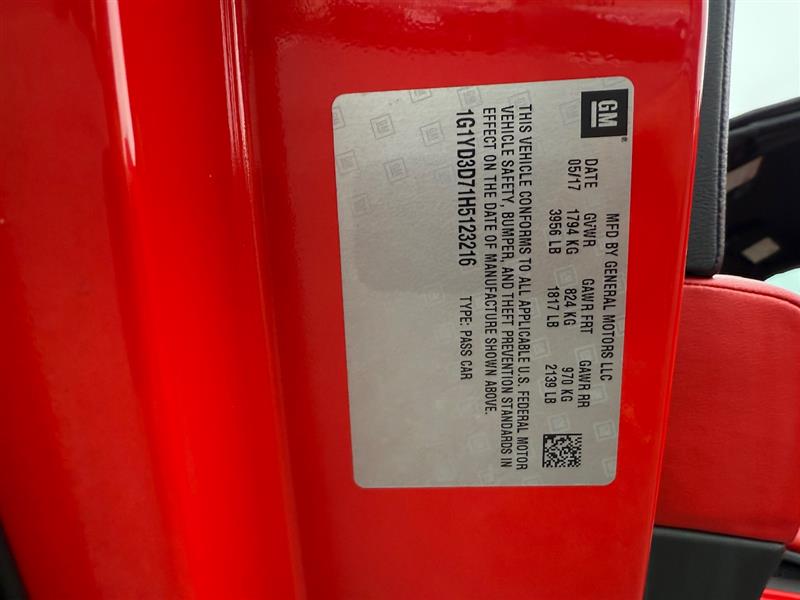 GM
MFD BY GENERAL MOTORS LLC
DATE GVWR GAWR FRT GAWR RR
05/17 1794 KG 824 KG 970 KG
3956 LB 1817 LB 2139 LB
THIS VEHICLE CONFORMS TO ALL APPLICABLE U.S. FEDERAL MOTOR
VEHICLE SAFETY, BUMPER, AND THEFT PREVENTION STANDARDS IN
EFFECT ON THE DATE OF MANUFACTURE SHOWN ABOVE.
1G1YD3D71H5123216 TYPE: PASS CAR